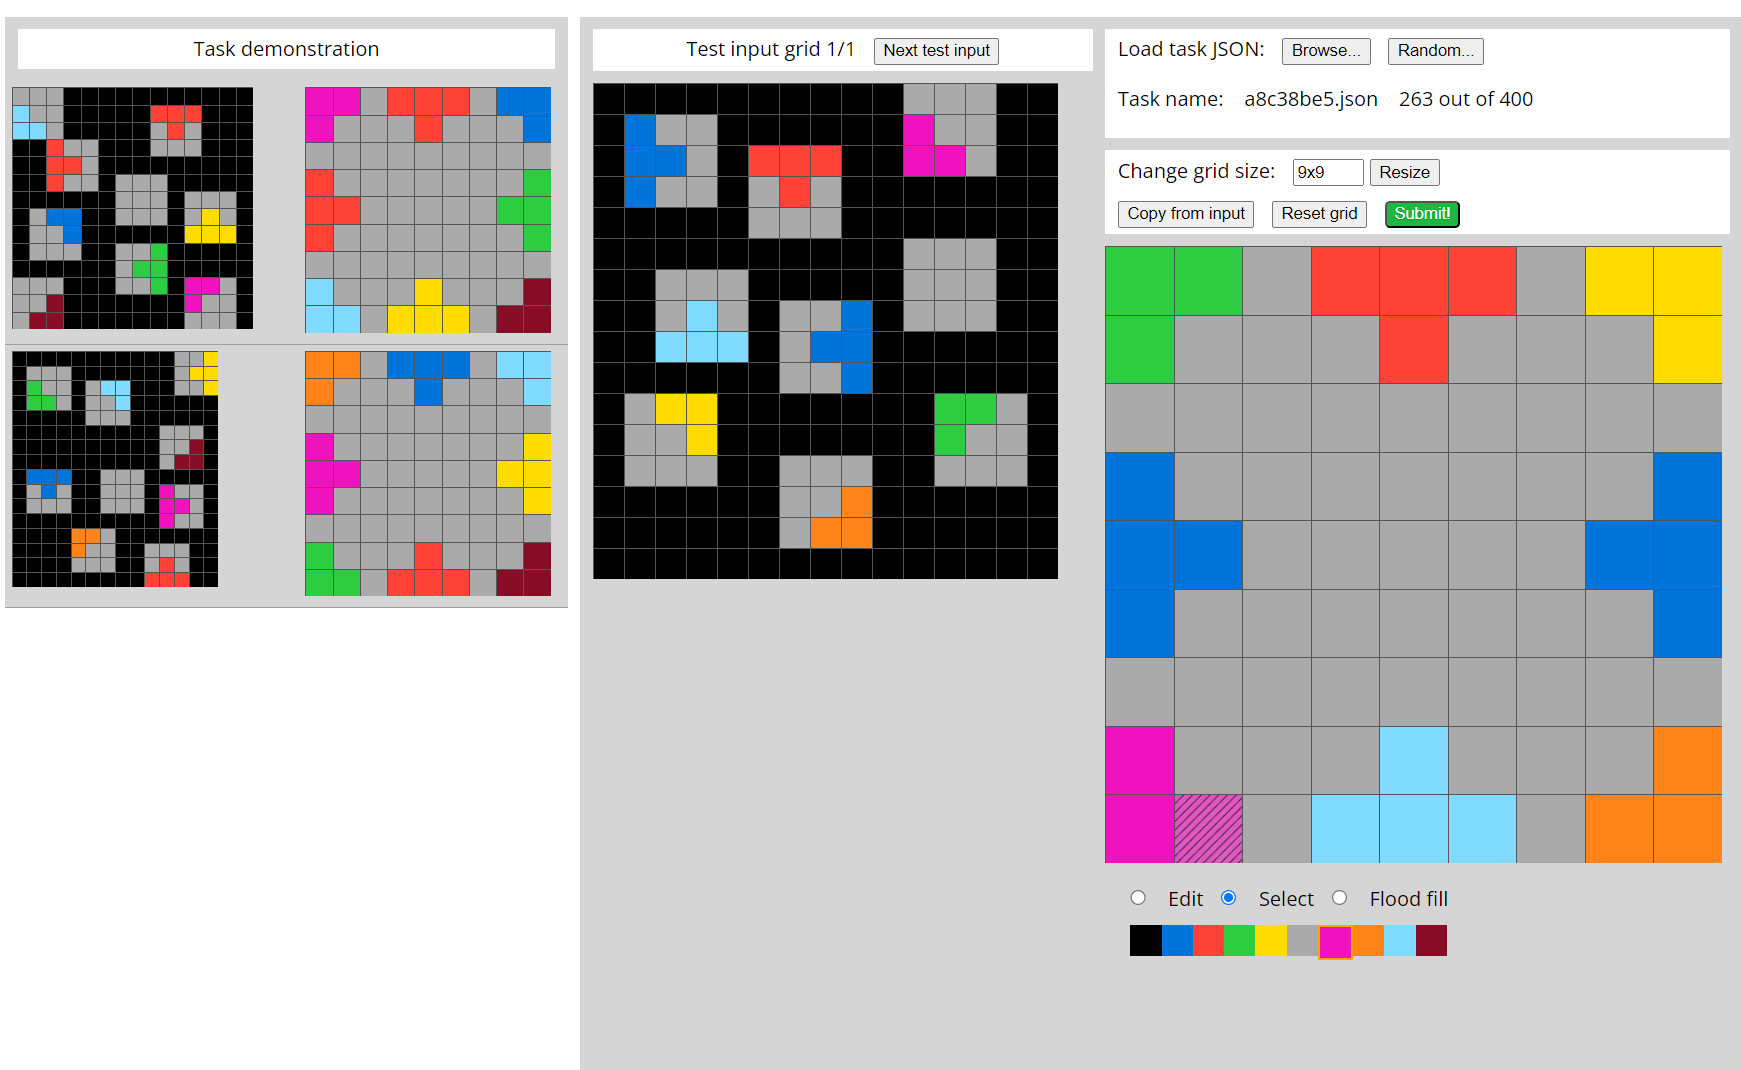 Task demonstration
Test input grid 1/1 Next test input
Load task JSON: Browse... Random...
Task name: a8c38be5.json 263 out of 400
Change grid size: 9x9 Resize
Copy from input Reset grid Submit!
Edit Select Flood fill